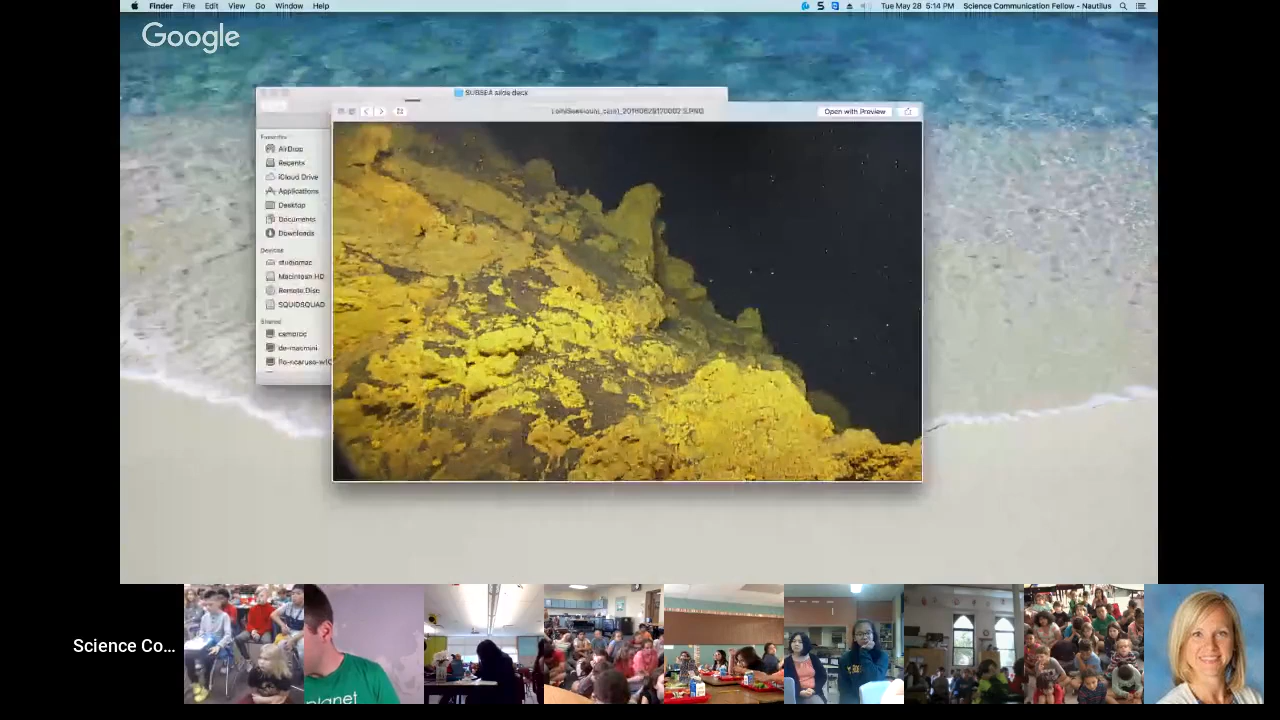 Finder File Edit View Go Window Help
Tue May 28 5:14 PM Science Communication Fellow - Nautilus
Google
SUBSEA slide deck
Open with Preview
Favorites
AirDrop
Recents
iCloud Drive
Applications
Desktop
Documents
Downloads
Devices
studiomac
Macintosh HD
Remote Disc
SQUIDSQUAD
Shared
Science Co...
planet